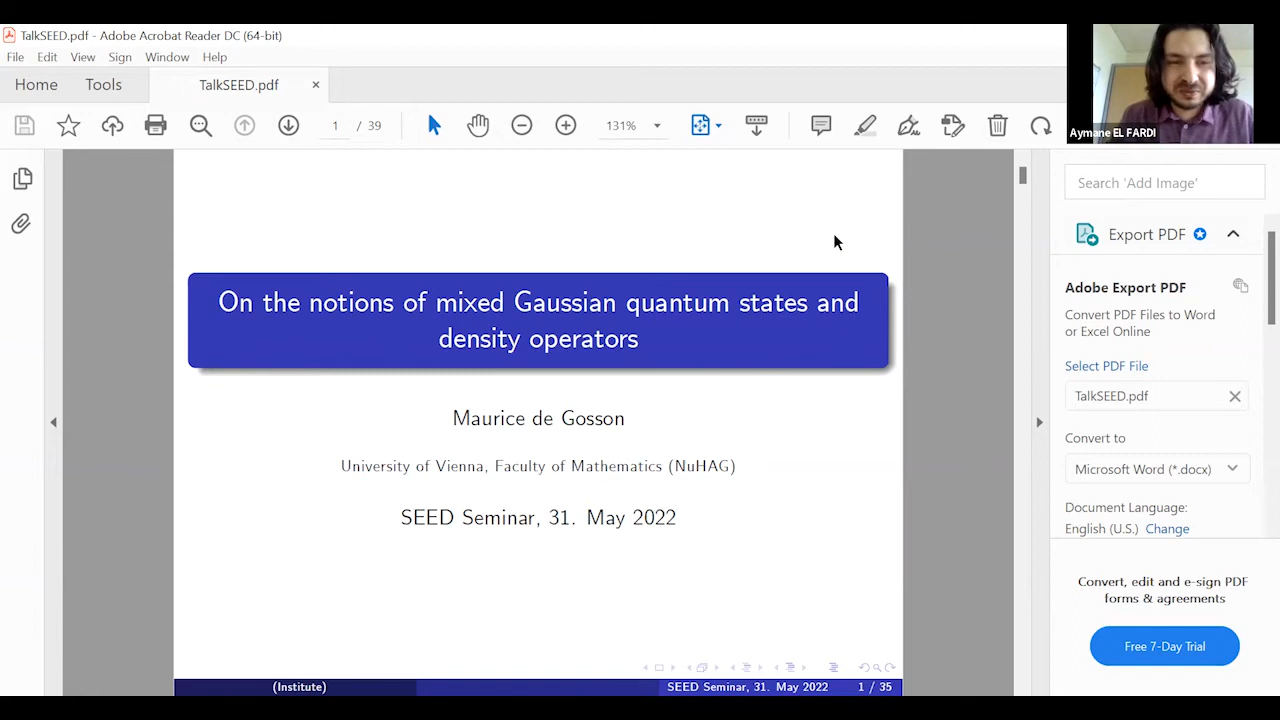 TalkSEED.pdf - Adobe Acrobat Reader DC (64-bit)
File Edit View Sign Window Help
Home Tools TalkSEED.pdf ×
1 / 39 131%
Aymane EL FARDI
Search 'Add Image'
Export PDF
Adobe Export PDF
Convert PDF Files to Word
or Excel Online
Select PDF File
TalkSEED.pdf
Convert to
Microsoft Word (*.docx)
Document Language:
English (U.S.) Change
Convert, edit and e-sign PDF
forms & agreements
Free 7-Day Trial
On the notions of mixed Gaussian quantum states and
density operators
Maurice de Gosson
University of Vienna, Faculty of Mathematics (NuHAG)
SEED Seminar, 31. May 2022
(Institute) SEED Seminar, 31. May 2022 1 / 35